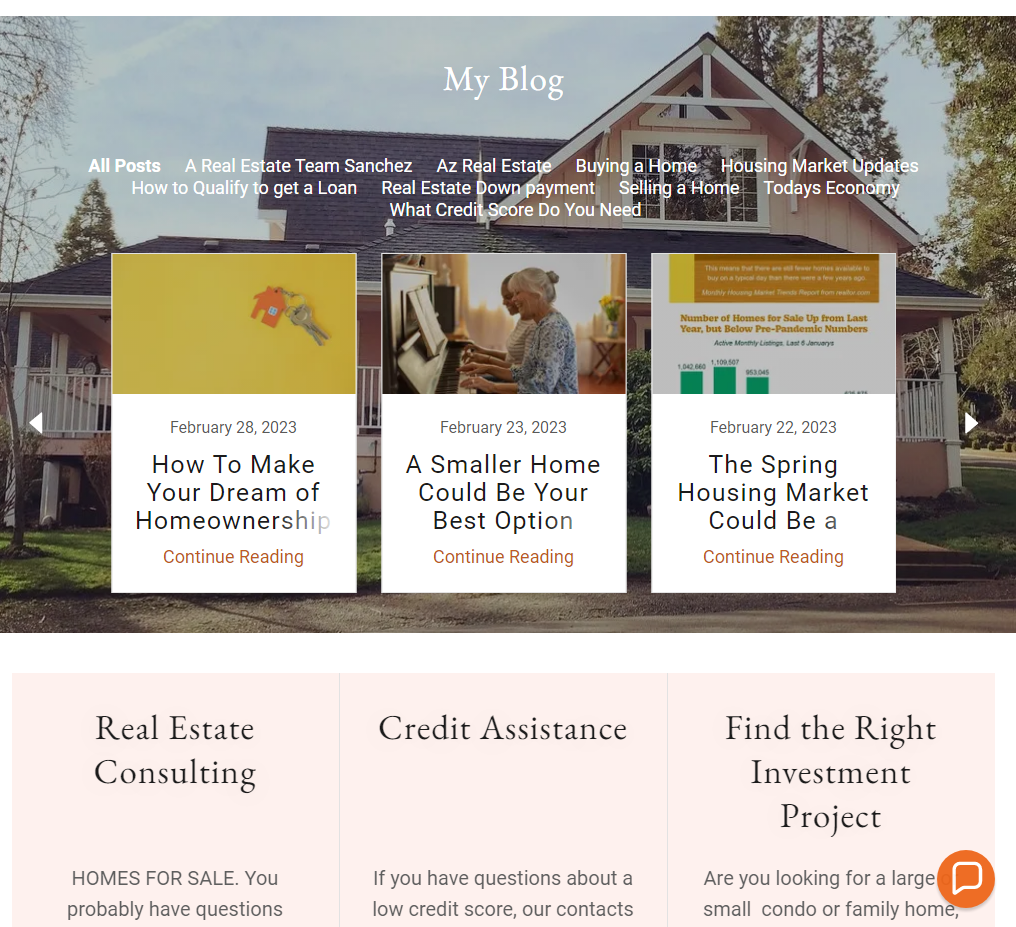 My Blog
All Posts A Real Estate Team Sanchez Az Real Estate Buying a Home Housing Market Updates
How to Qualify to get a Loan Real Estate Down payment Selling a Home Todays Economy
What Credit Score Do You Need
This means that there are still fewer homes available to
buy on a typical day than there were a few years ago.
Monthly Housing Market Trends Report from realtor.com
Number of Homes for Sale Up from Last
Year, but Below Pre-Pandemic Numbers
Active Monthly Listings, Last 6 Januarys
1,042,660 1,109,507 953,045
February 28, 2023
How To Make
Your Dream of
Homeownership
Continue Reading
February 23, 2023
A Smaller Home
Could Be Your
Best Option
Continue Reading
February 22, 2023
The Spring
Housing Market
Could Be a
Continue Reading
Real Estate
Consulting
HOMES FOR SALE. You
probably have questions
Credit Assistance
If you have questions about a
low credit score, our contacts
Find the Right
Investment
Project
Are you looking for a large
small condo or family home,